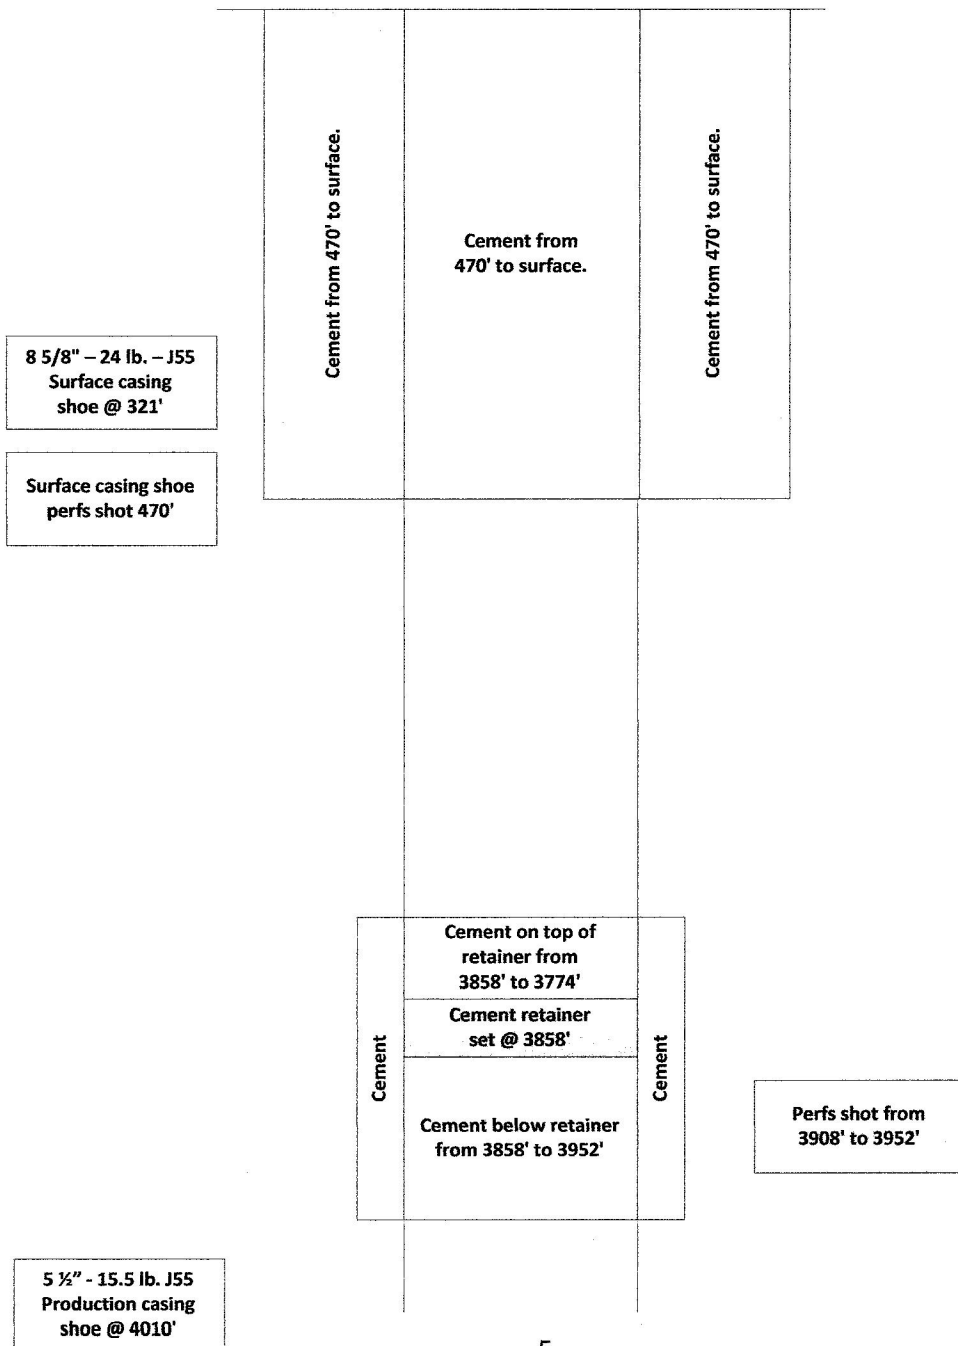 Cement from 470' to surface.
Cement from
470' to surface.
Cement from 470' to surface.
8 5/8" – 24 lb. – J55
Surface casing
shoe @ 321'
Surface casing shoe
perfs shot 470'
Cement on top of
retainer from
3858' to 3774'
Cement retainer
set @ 3858'
Cement
Cement
Cement below retainer
from 3858' to 3952'
Perfs shot from
3908' to 3952'
5 ½" - 15.5 lb. J55
Production casing
shoe @ 4010'